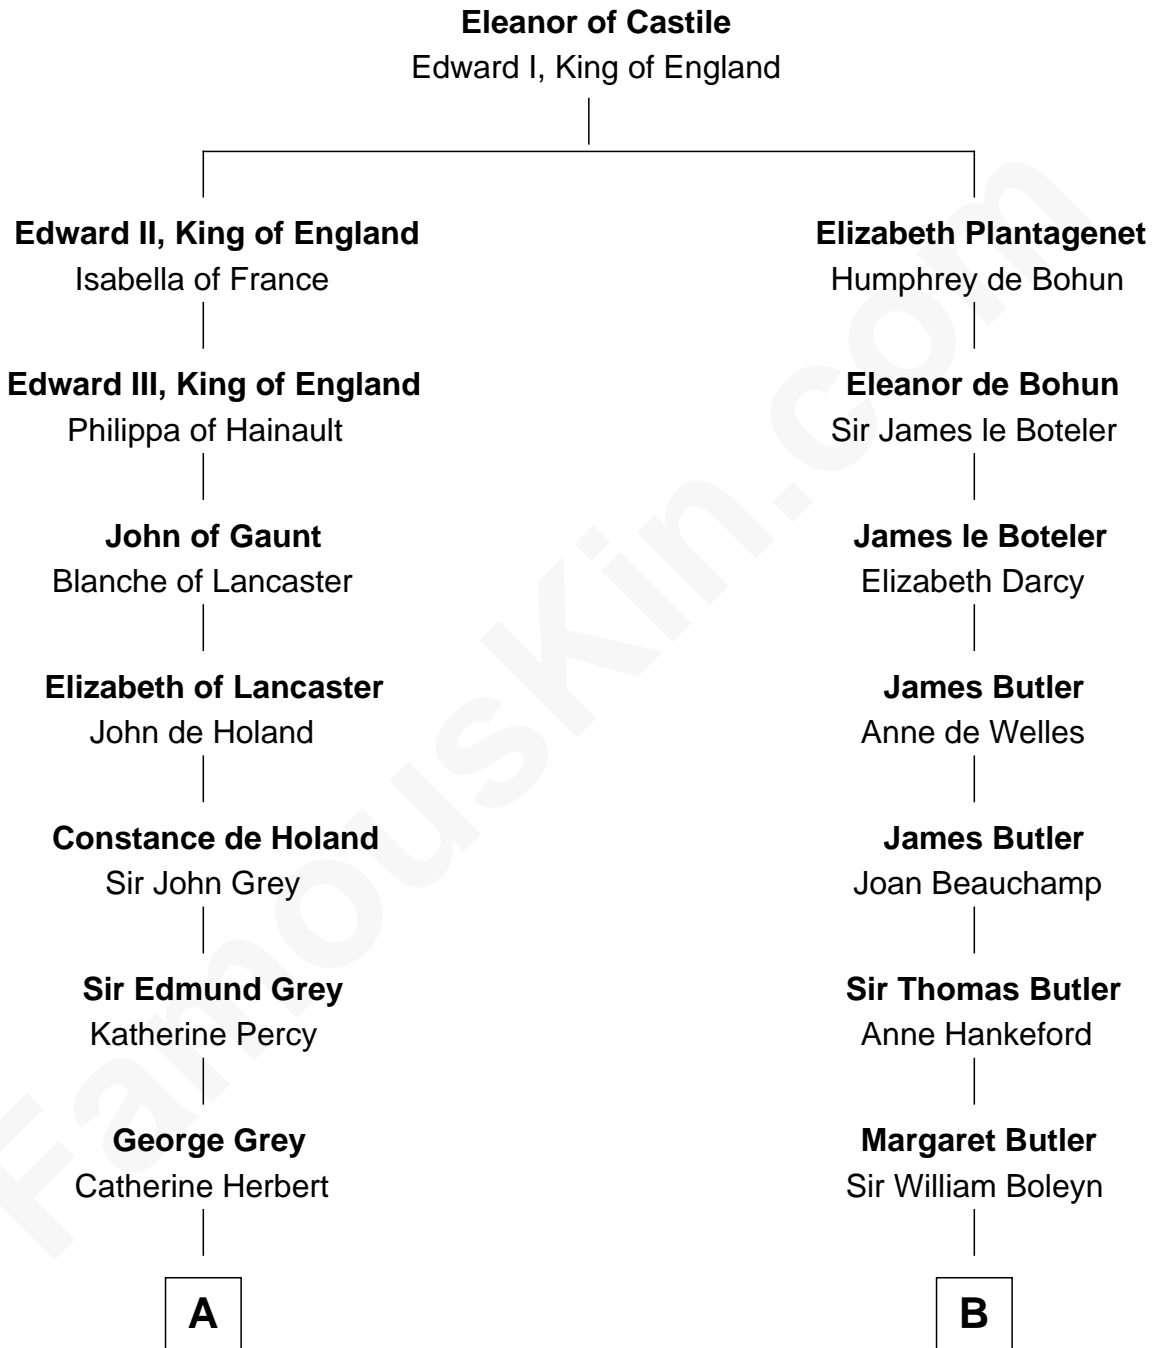 Eleanor of Castile
Edward I, King of England
Edward II, King of England
Isabella of France
Edward III, King of England
Philippa of Hainault
John of Gaunt
Blanche of Lancaster
Elizabeth of Lancaster
John de Holand
Constance de Holand
Sir John Grey
Sir Edmund Grey
Katherine Percy
George Grey
Catherine Herbert
A
Elizabeth Plantagenet
Humphrey de Bohun
Eleanor de Bohun
Sir James le Boteler
James le Boteler
Elizabeth Darcy
James Butler
Anne de Welles
James Butler
Joan Beauchamp
Sir Thomas Butler
Anne Hankeford
Margaret Butler
Sir William Boleyn
B
FamousKin.com